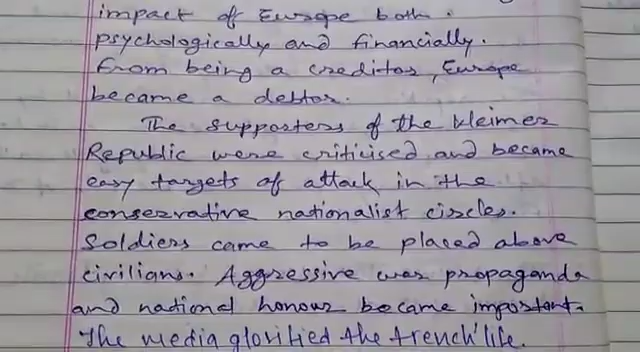 impact of Europe both
psychologically and financially.
From being a creditor, Europe
became a debtor.
The supporters of the Weimer
Republic were criticised and became
easy targets of attack in the
conservative nationalist circles.
Soldiers came to be placed above
civilians. Aggressive war propaganda
and national honour became important.
The media glorified the trench life.